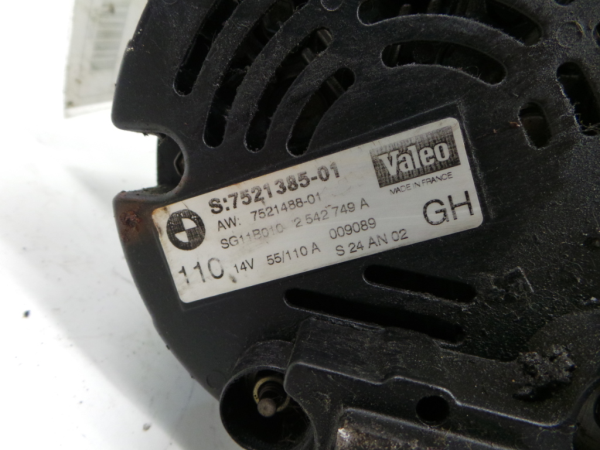 S:7521385-01
Valeo
AW: 7521488-01
MADE IN FRANCE
SG11B010 2 542 749 A
GH
110 14V 55/110 A 009089
S 24 AN 02